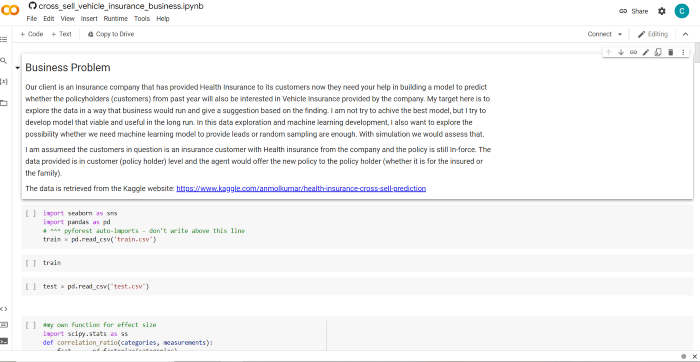 CO cross_sell_vehicle_insurance_business.ipynb
File Edit View Insert Runtime Tools Help
Share
C
+ Code + Text Copy to Drive
Connect Editing
Business Problem
Our client is an Insurance company that has provided Health Insurance to its customers now they need your help in building a model to predict
whether the policyholders (customers) from past year will also be interested in Vehicle Insurance provided by the company. My target here is to
explore the data in a way that business would run and give a suggestion based on the finding. I am not try to achive the best model, but I try to
develop model that viable and useful in the long run. In this data exploration and machine learning development, I also want to explore the
possibility whether we need machine learning model to provide leads or random sampling are enough. With simulation we would assess that.
I am assumeed the customers in question is an insurance customer with Health insurance from the company and the policy is still In-force. The
data provided is in customer (policy holder) level and the agent would offer the new policy to the policy holder (whether it is for the insured or
the family).
The data is retrieved from the Kaggle website: https://www.kaggle.com/anmolkumar/health-insurance-cross-sell-prediction
[ ] import seaborn as sns
import pandas as pd
# ^^^ pyforest auto-imports - don't write above this line
train = pd.read_csv('train.csv')
[ ] train
[ ] test = pd.read_csv('test.csv')
[ ] #my own function for effect size
import scipy.stats as ss
def correlation_ratio(categories, measurements):